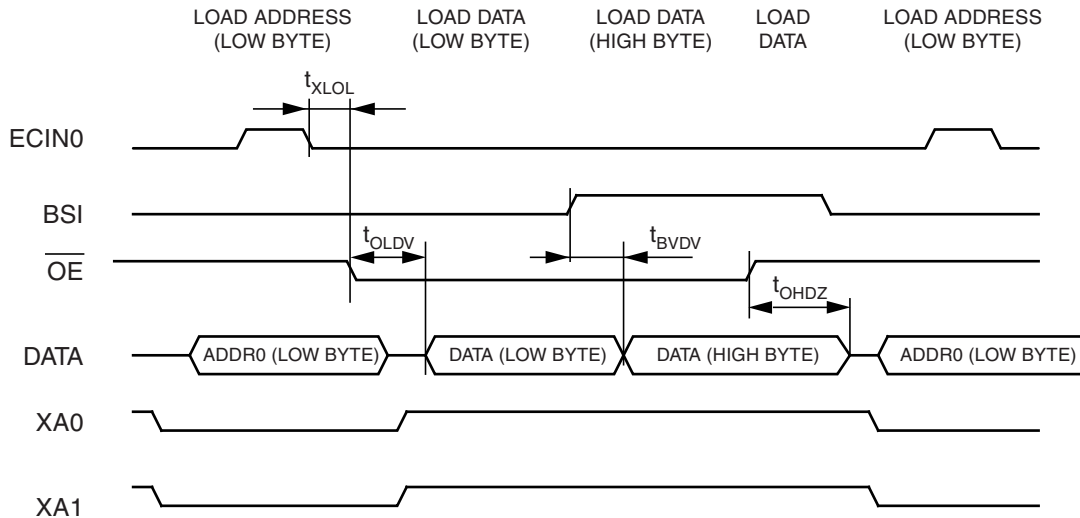 LOAD ADDRESS
(LOW BYTE)
LOAD DATA
(LOW BYTE)
LOAD DATA
(HIGH BYTE)
LOAD
DATA
LOAD ADDRESS
(LOW BYTE)
tXLOL
ECIN0
BSI
tOLDV
tBVDV
OE
tOHDZ
DATA
ADDR0 (LOW BYTE)
DATA (LOW BYTE)
DATA (HIGH BYTE)
ADDR0 (LOW BYTE)
XA0
XA1